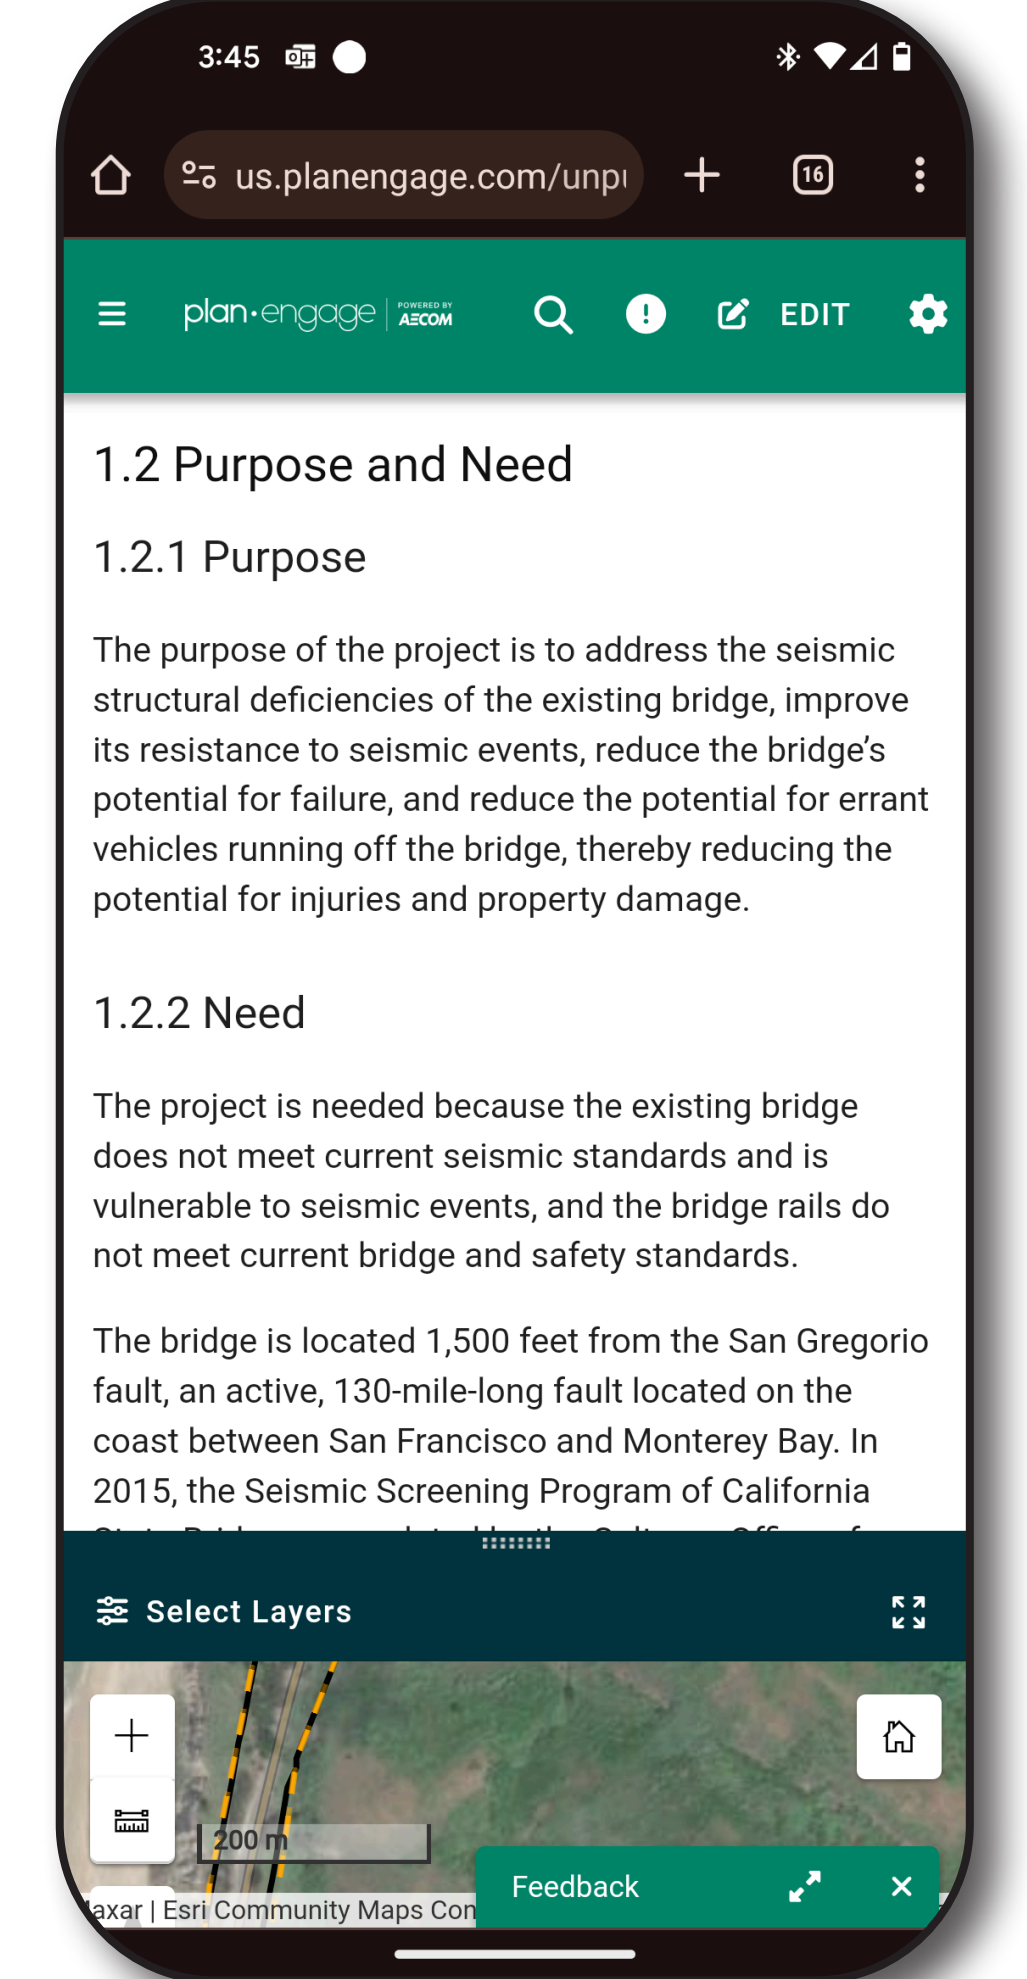 3:45
us.planengage.com/unpu
16
plan·engage | POWERED BY AECOM
EDIT
1.2 Purpose and Need
1.2.1 Purpose
The purpose of the project is to address the seismic
structural deficiencies of the existing bridge, improve
its resistance to seismic events, reduce the bridge’s
potential for failure, and reduce the potential for errant
vehicles running off the bridge, thereby reducing the
potential for injuries and property damage.
1.2.2 Need
The project is needed because the existing bridge
does not meet current seismic standards and is
vulnerable to seismic events, and the bridge rails do
not meet current bridge and safety standards.
The bridge is located 1,500 feet from the San Gregorio
fault, an active, 130-mile-long fault located on the
coast between San Francisco and Monterey Bay. In
2015, the Seismic Screening Program of California
Select Layers
200 m
Feedback
axar | Esri Community Maps Con